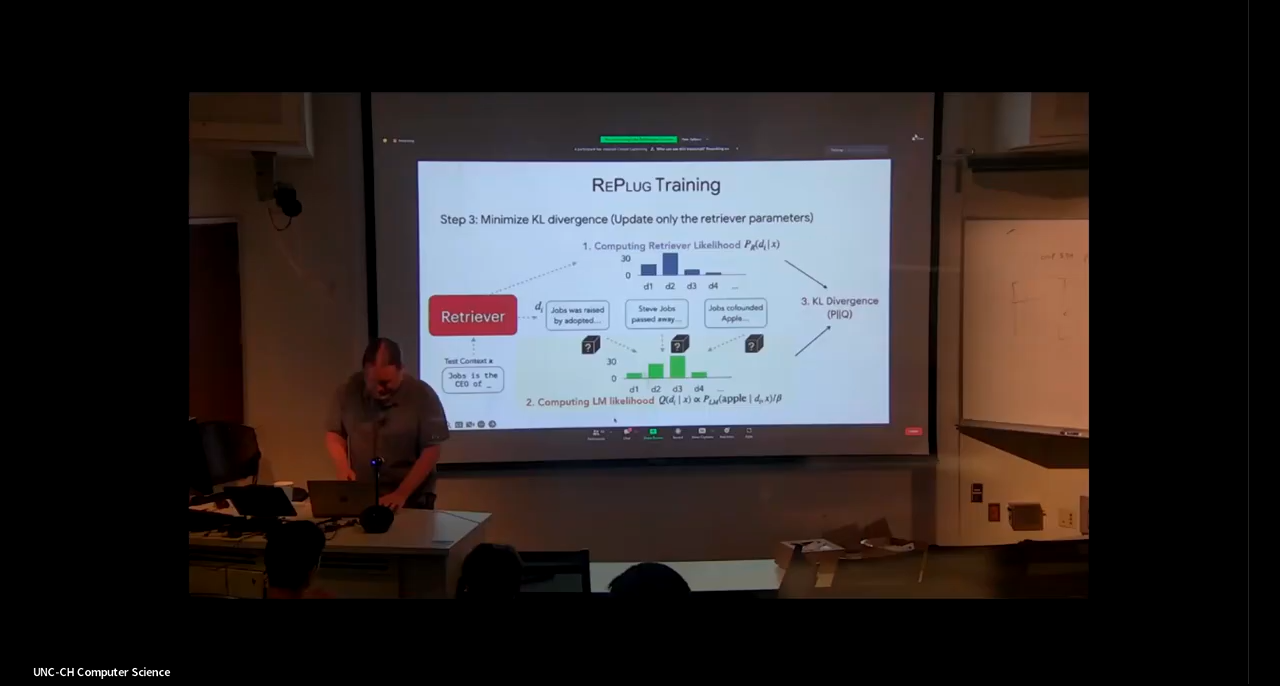 REPLUG Training
Step 3: Minimize KL divergence (Update only the retriever parameters)
1. Computing Retriever Likelihood P_R(d_i | x)
30
0
d1 d2 d3 d4 ...
3. KL Divergence
(P||Q)
Retriever
d_i
Jobs was raised
by adopted...
Steve Jobs
passed away...
Jobs cofounded
Apple...
?
?
?
Test Context x
Jobs is the
CEO of _
30
0
d1 d2 d3 d4 ...
2. Computing LM likelihood Q(d_i | x) ∝ P_LM(apple | d_i, x)/β
UNC-CH Computer Science